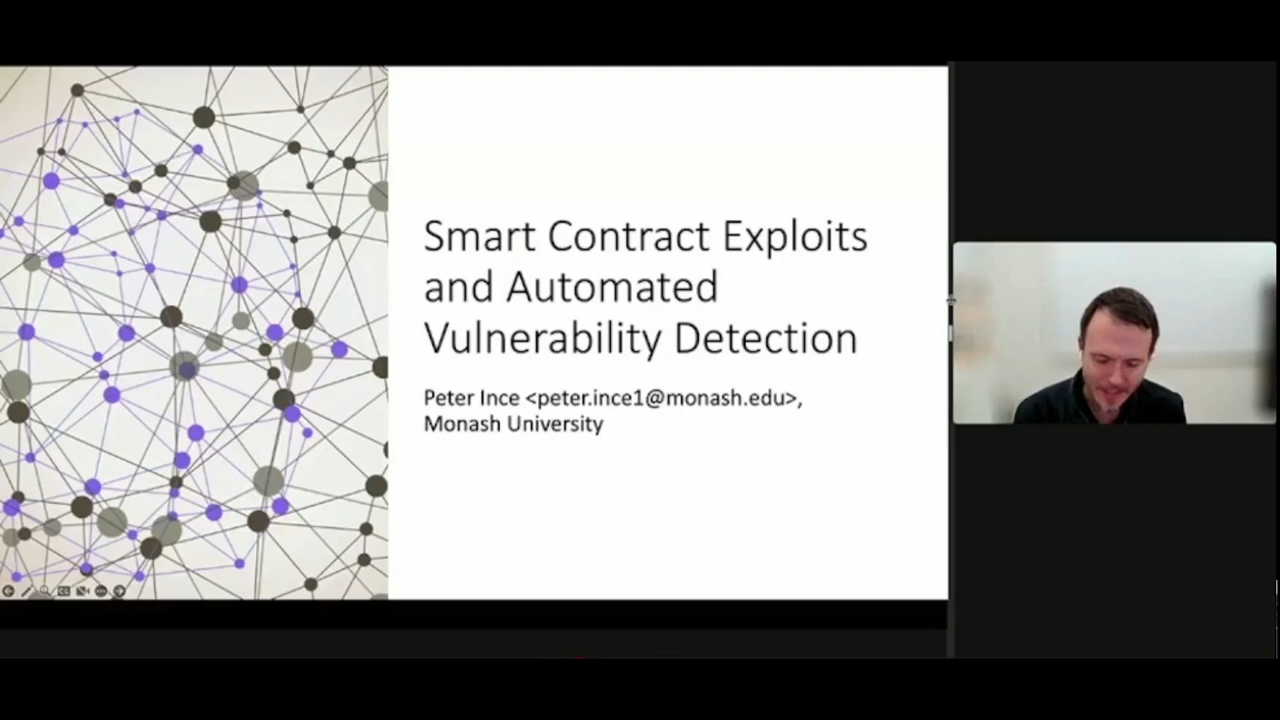 Smart Contract Exploits
and Automated
Vulnerability Detection
Peter Ince <peter.ince1@monash.edu>,
Monash University